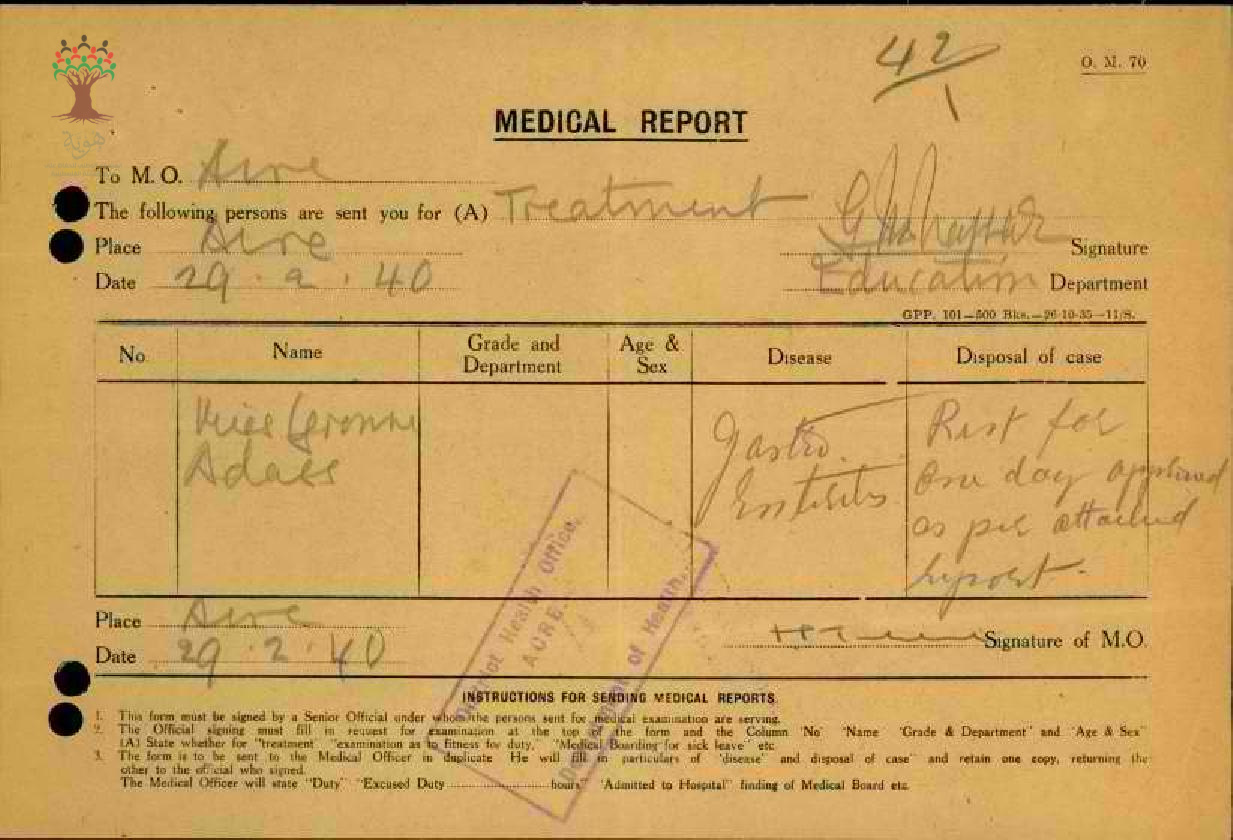 42/1
O. M. 70
هوية
MEDICAL REPORT
To M. O. Acre
The following persons are sent you for (A) Treatment
Place Acre
Signature
Date 29 . 2 . 40
Education Department
GPP. 101—500 Bks.—26-10-35—11/S.
No Name Grade and Department Age & Sex Disease Disposal of case
Miss
Adass
Gastro.
Enteritis
Rest for
one day approved
as per attached
report.
Place Acre
Signature of M.O.
Date 29 . 2 . 40
District Health Office,
ACRE.
Department of Health.
INSTRUCTIONS FOR SENDING MEDICAL REPORTS
1. This form must be signed by a Senior Official under whom the persons sent for medical examination are serving.
2. The Official signing must fill in request for examination at the top of the form and the Column 'No' 'Name 'Grade & Department' and 'Age & Sex"
(A) State whether for "treatment "examination as to fitness for duty, "Medical Boarding for sick leave" etc
3. The form is to be sent to the Medical Officer in duplicate He will fill in particulars of 'disease" and disposal of case" and retain one copy, returning the
other to the official who signed.
The Medical Officer will state "Duty" "Excused Duty ............ hours" 'Admitted to Hospital" finding of Medical Board etc.